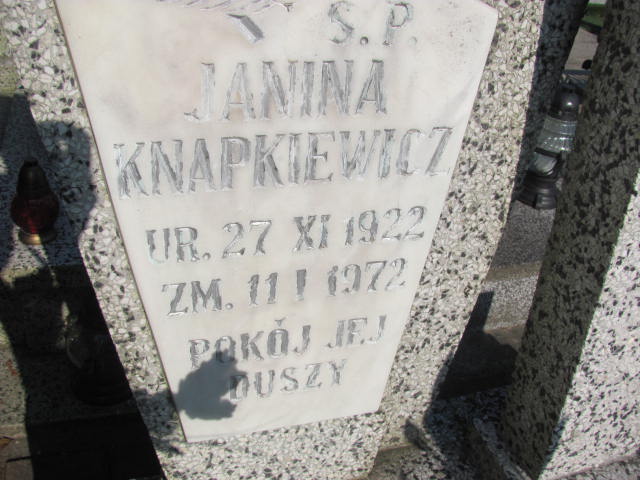 Ś.P.
JANINA
KNAPKIEWICZ
UR. 27 XI 1922
ZM. 11 I 1972
POKÓJ JEJ
DUSZY